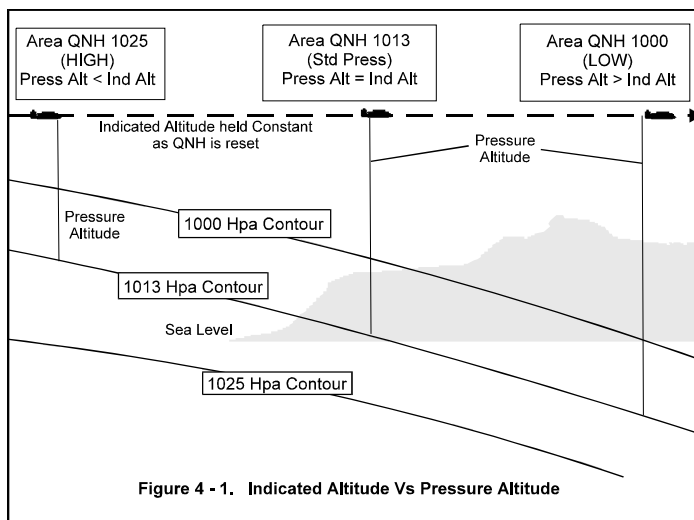 Area QNH 1025
(HIGH)
Press Alt < Ind Alt
Area QNH 1013
(Std Press)
Press Alt = Ind Alt
Area QNH 1000
(LOW)
Press Alt > Ind Alt
Indicated Altitude held Constant
as QNH is reset
Pressure
Altitude
Pressure
Altitude
1000 Hpa Contour
1013 Hpa Contour
Sea Level
1025 Hpa Contour
Figure 4 - 1. Indicated Altitude Vs Pressure Altitude